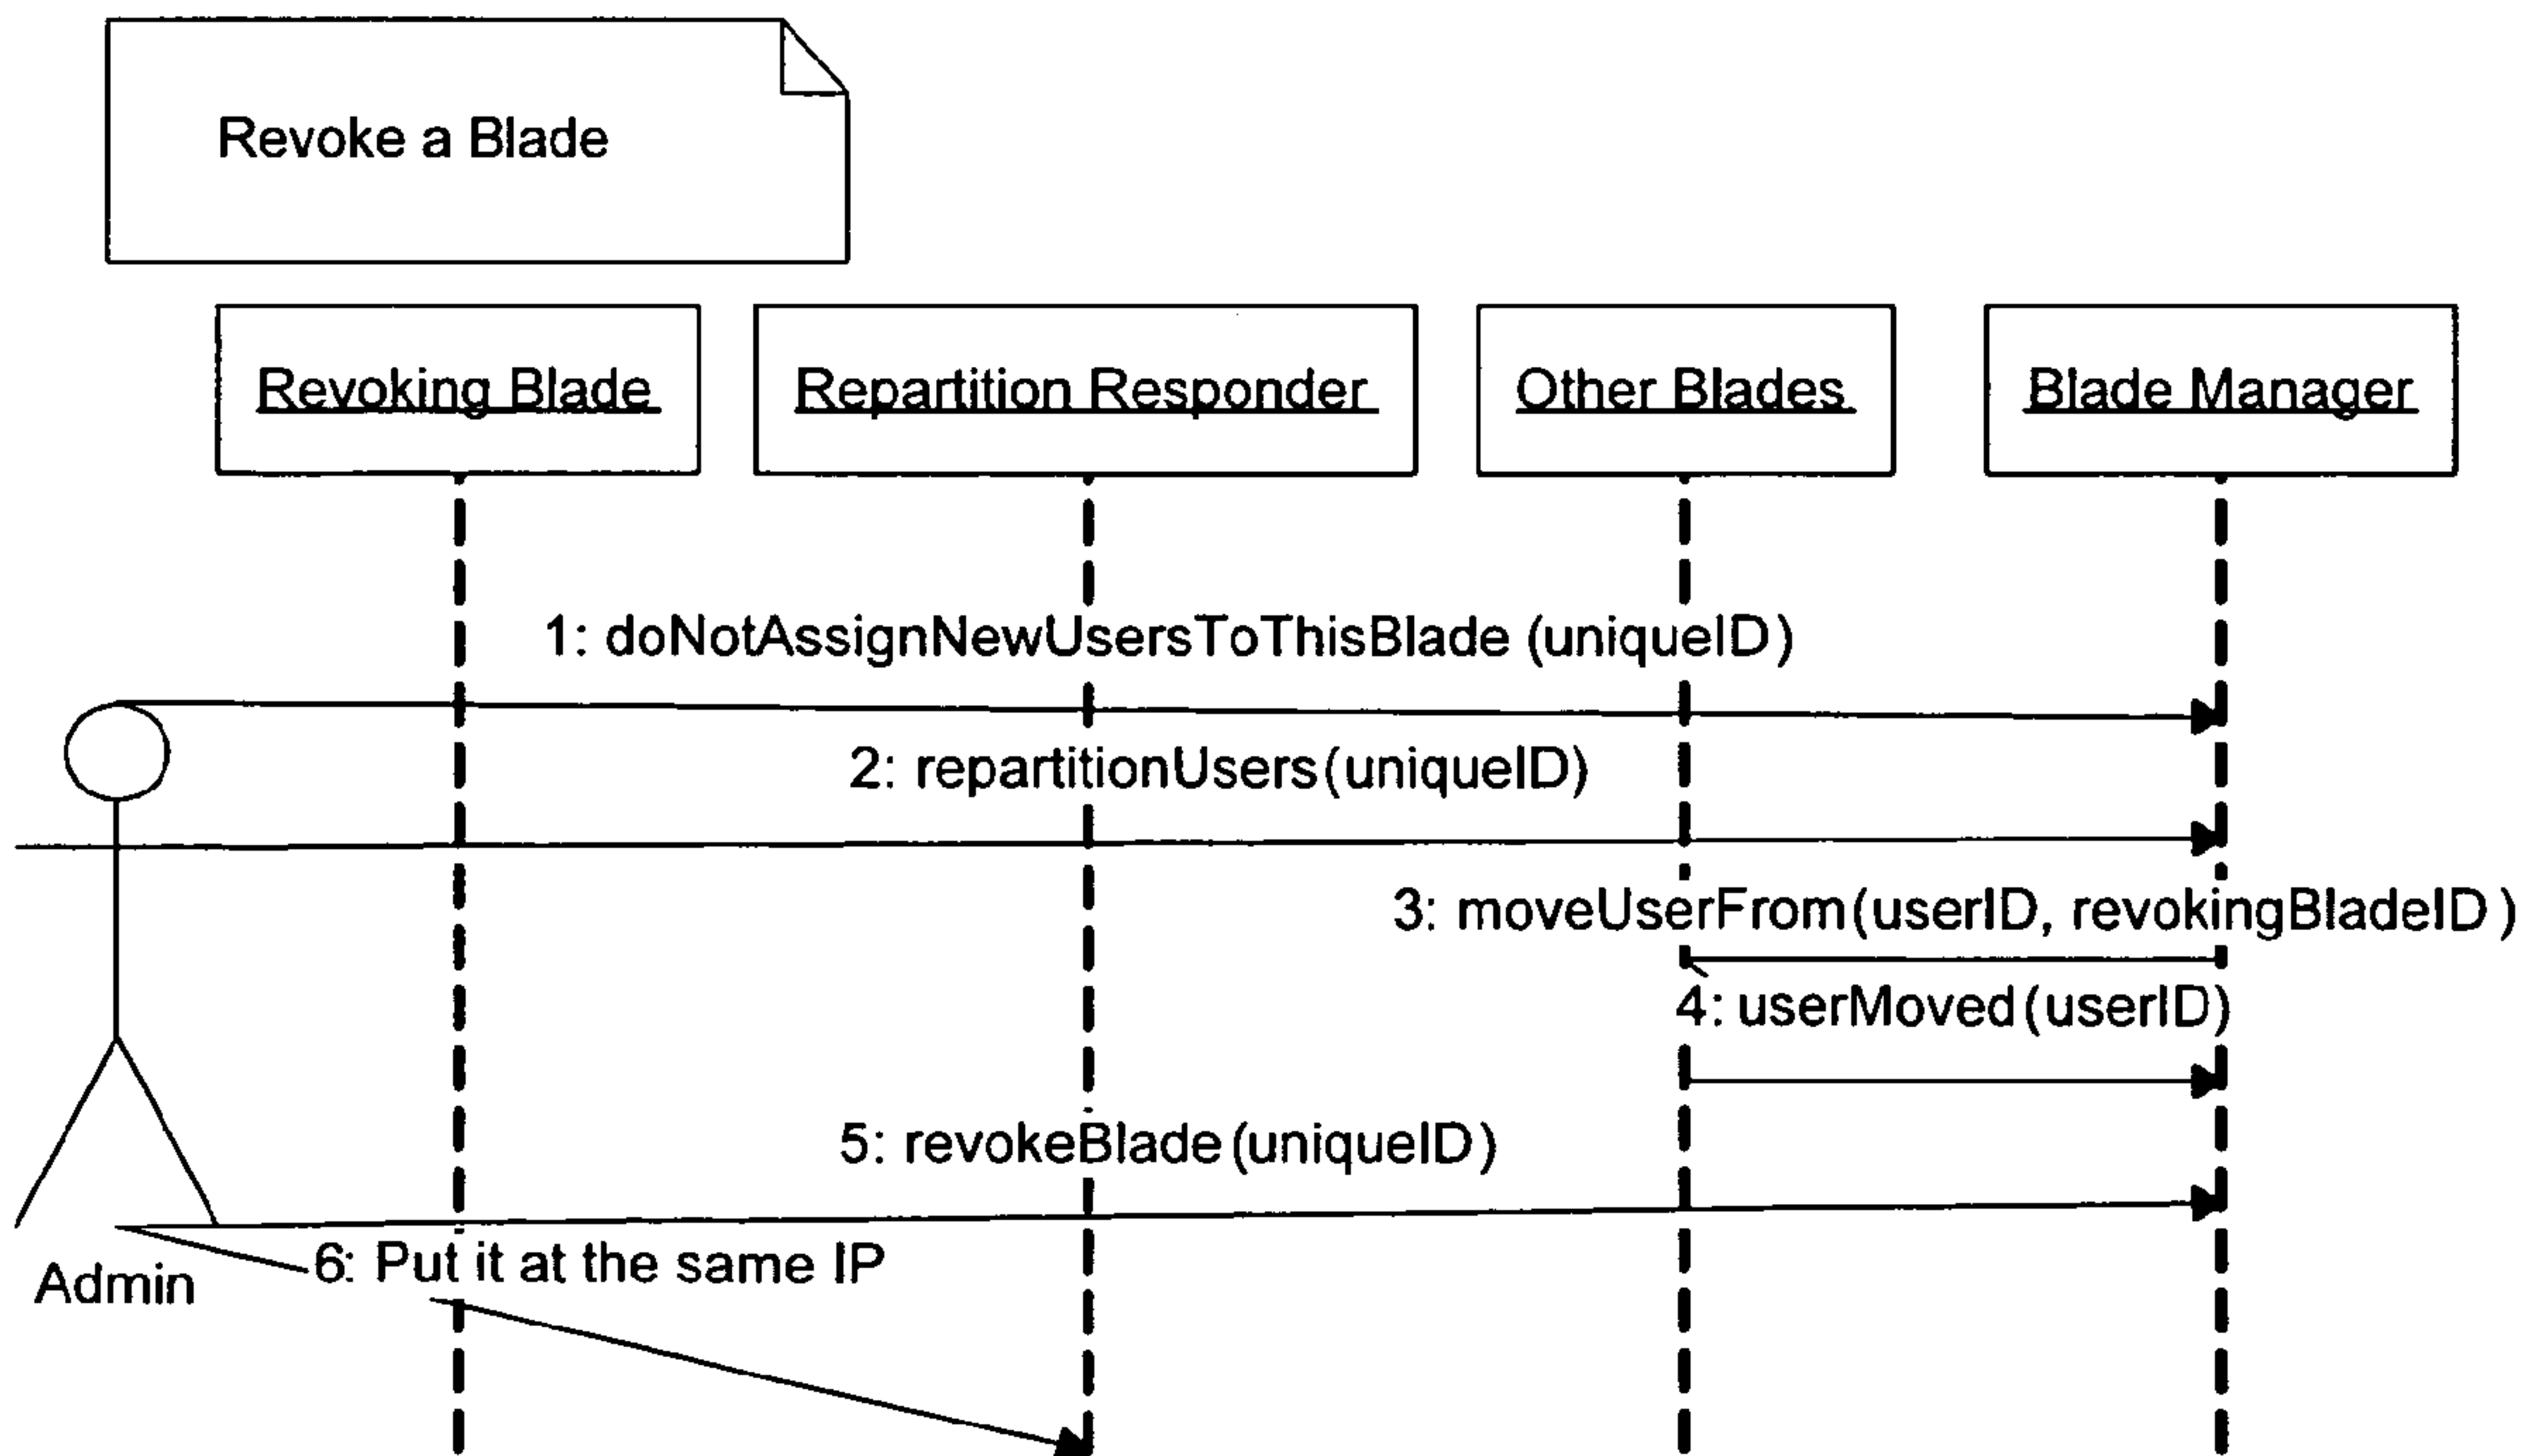 Revoke a Blade
Revoking Blade
Repartition Responder
Other Blades
Blade Manager
1: doNotAssignNewUsersToThisBlade (uniqueID)
2: repartitionUsers(uniqueID)
3: moveUserFrom(userID, revokingBladeID)
4: userMoved(userID)
5: revokeBlade(uniqueID)
6: Put it at the same IP
Admin